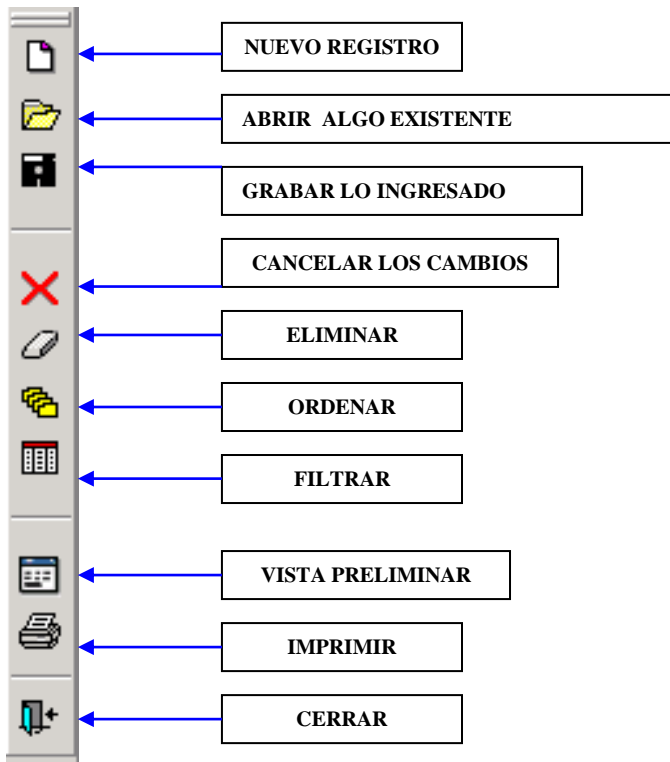 NUEVO REGISTRO
ABRIR ALGO EXISTENTE
GRABAR LO INGRESADO
CANCELAR LOS CAMBIOS
ELIMINAR
ORDENAR
FILTRAR
VISTA PRELIMINAR
IMPRIMIR
CERRAR